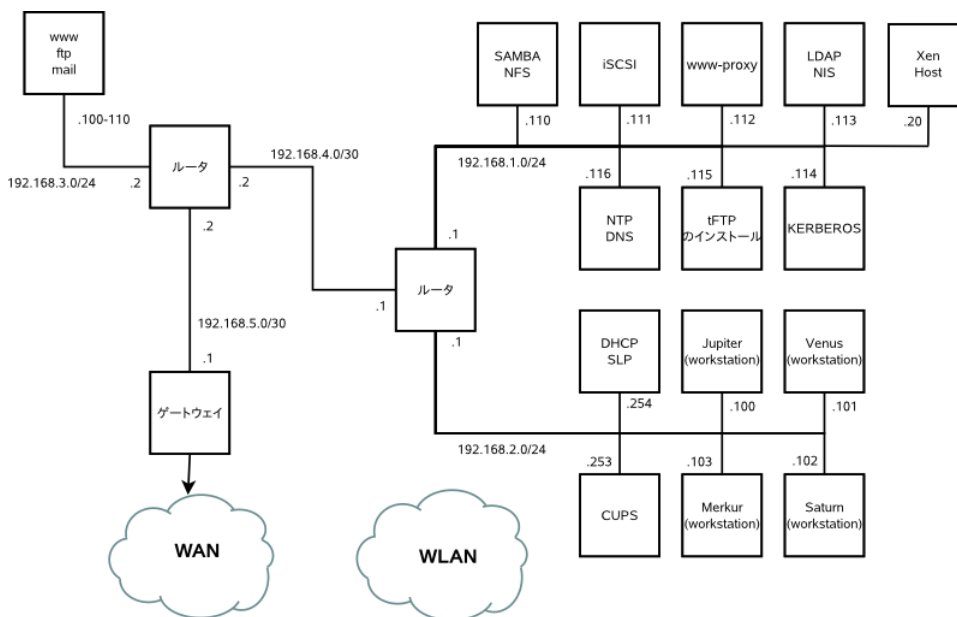 www
ftp
mail
.100-110
192.168.3.0/24
.2
ルータ
.2
192.168.4.0/30
.2
192.168.5.0/30
.1
ゲートウェイ
WAN
WLAN
SAMBA
NFS
iSCSI
www-proxy
LDAP
NIS
Xen
Host
.110
.111
.112
.113
.20
192.168.1.0/24
.116
.115
.114
NTP
DNS
tFTP
のインストール
KERBEROS
.1
ルータ
.1
.1
DHCP
SLP
Jupiter
(workstation)
Venus
(workstation)
.254
.100
.101
192.168.2.0/24
.253
.103
.102
CUPS
Merkur
(workstation)
Saturn
(workstation)